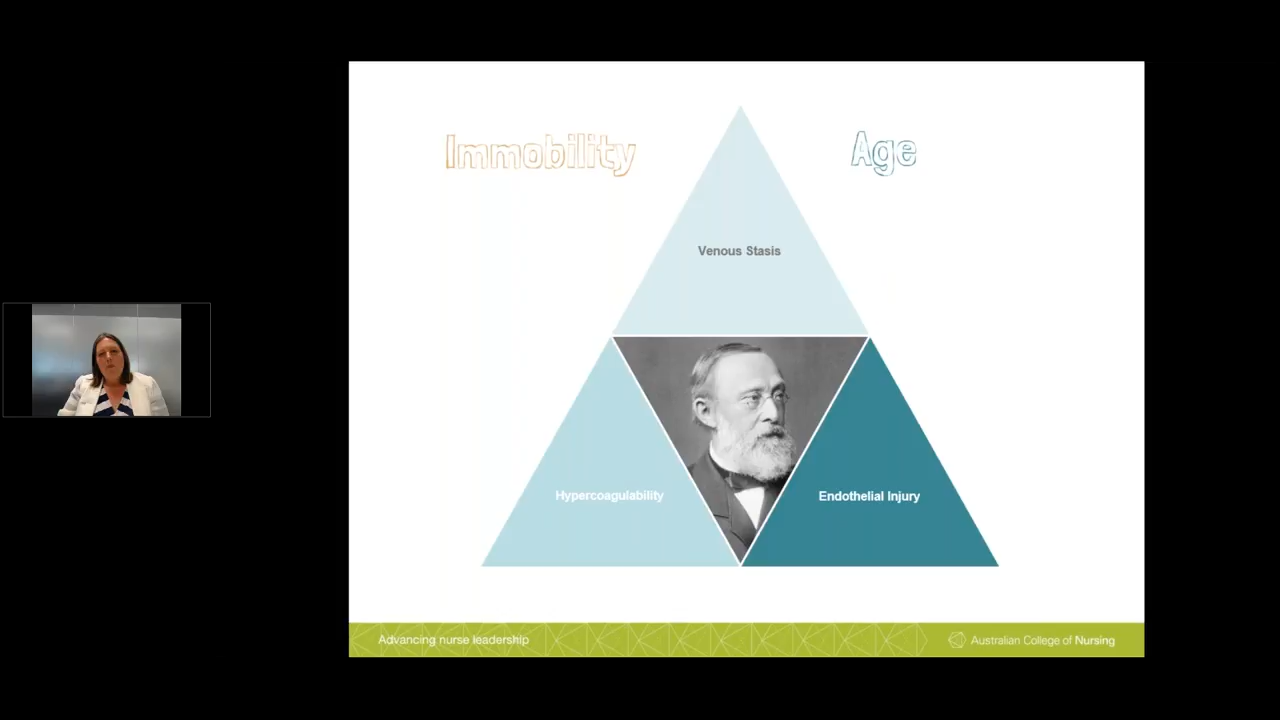 Immobility
Age
Venous Stasis
Hypercoagulability
Endothelial Injury
Advancing nurse leadership
Australian College of Nursing